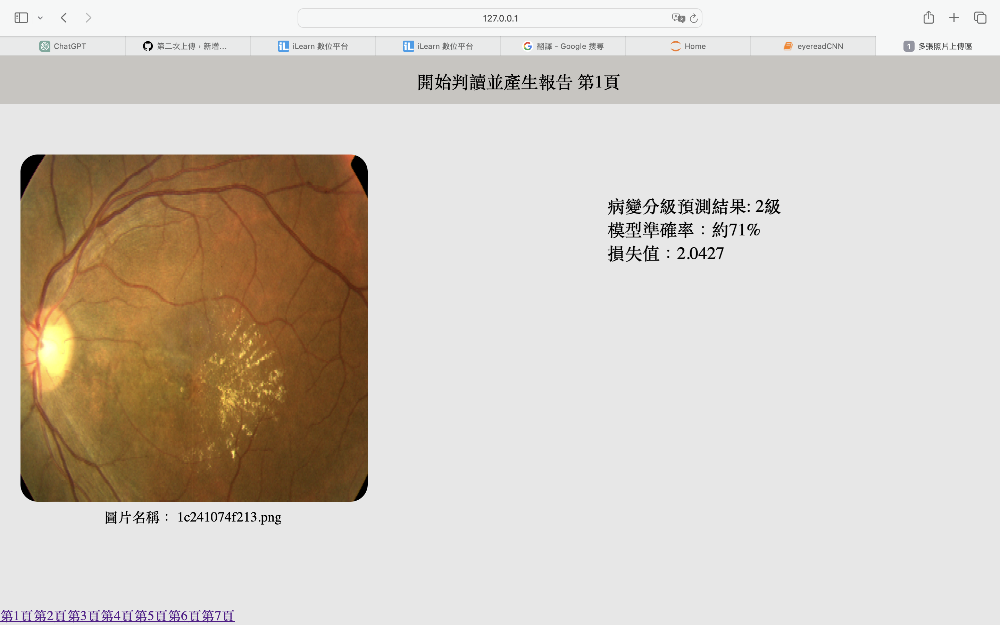 127.0.0.1
ChatGPT
第二次上傳，新增...
iLearn 數位平台
iLearn 數位平台
翻譯 - Google 搜尋
Home
eyereadCNN
1 多張照片上傳區
開始判讀並產生報告 第1頁
病變分級預測結果: 2級
模型準確率：約71%
損失值：2.0427
圖片名稱： 1c241074f213.png
第1頁第2頁第3頁第4頁第5頁第6頁第7頁